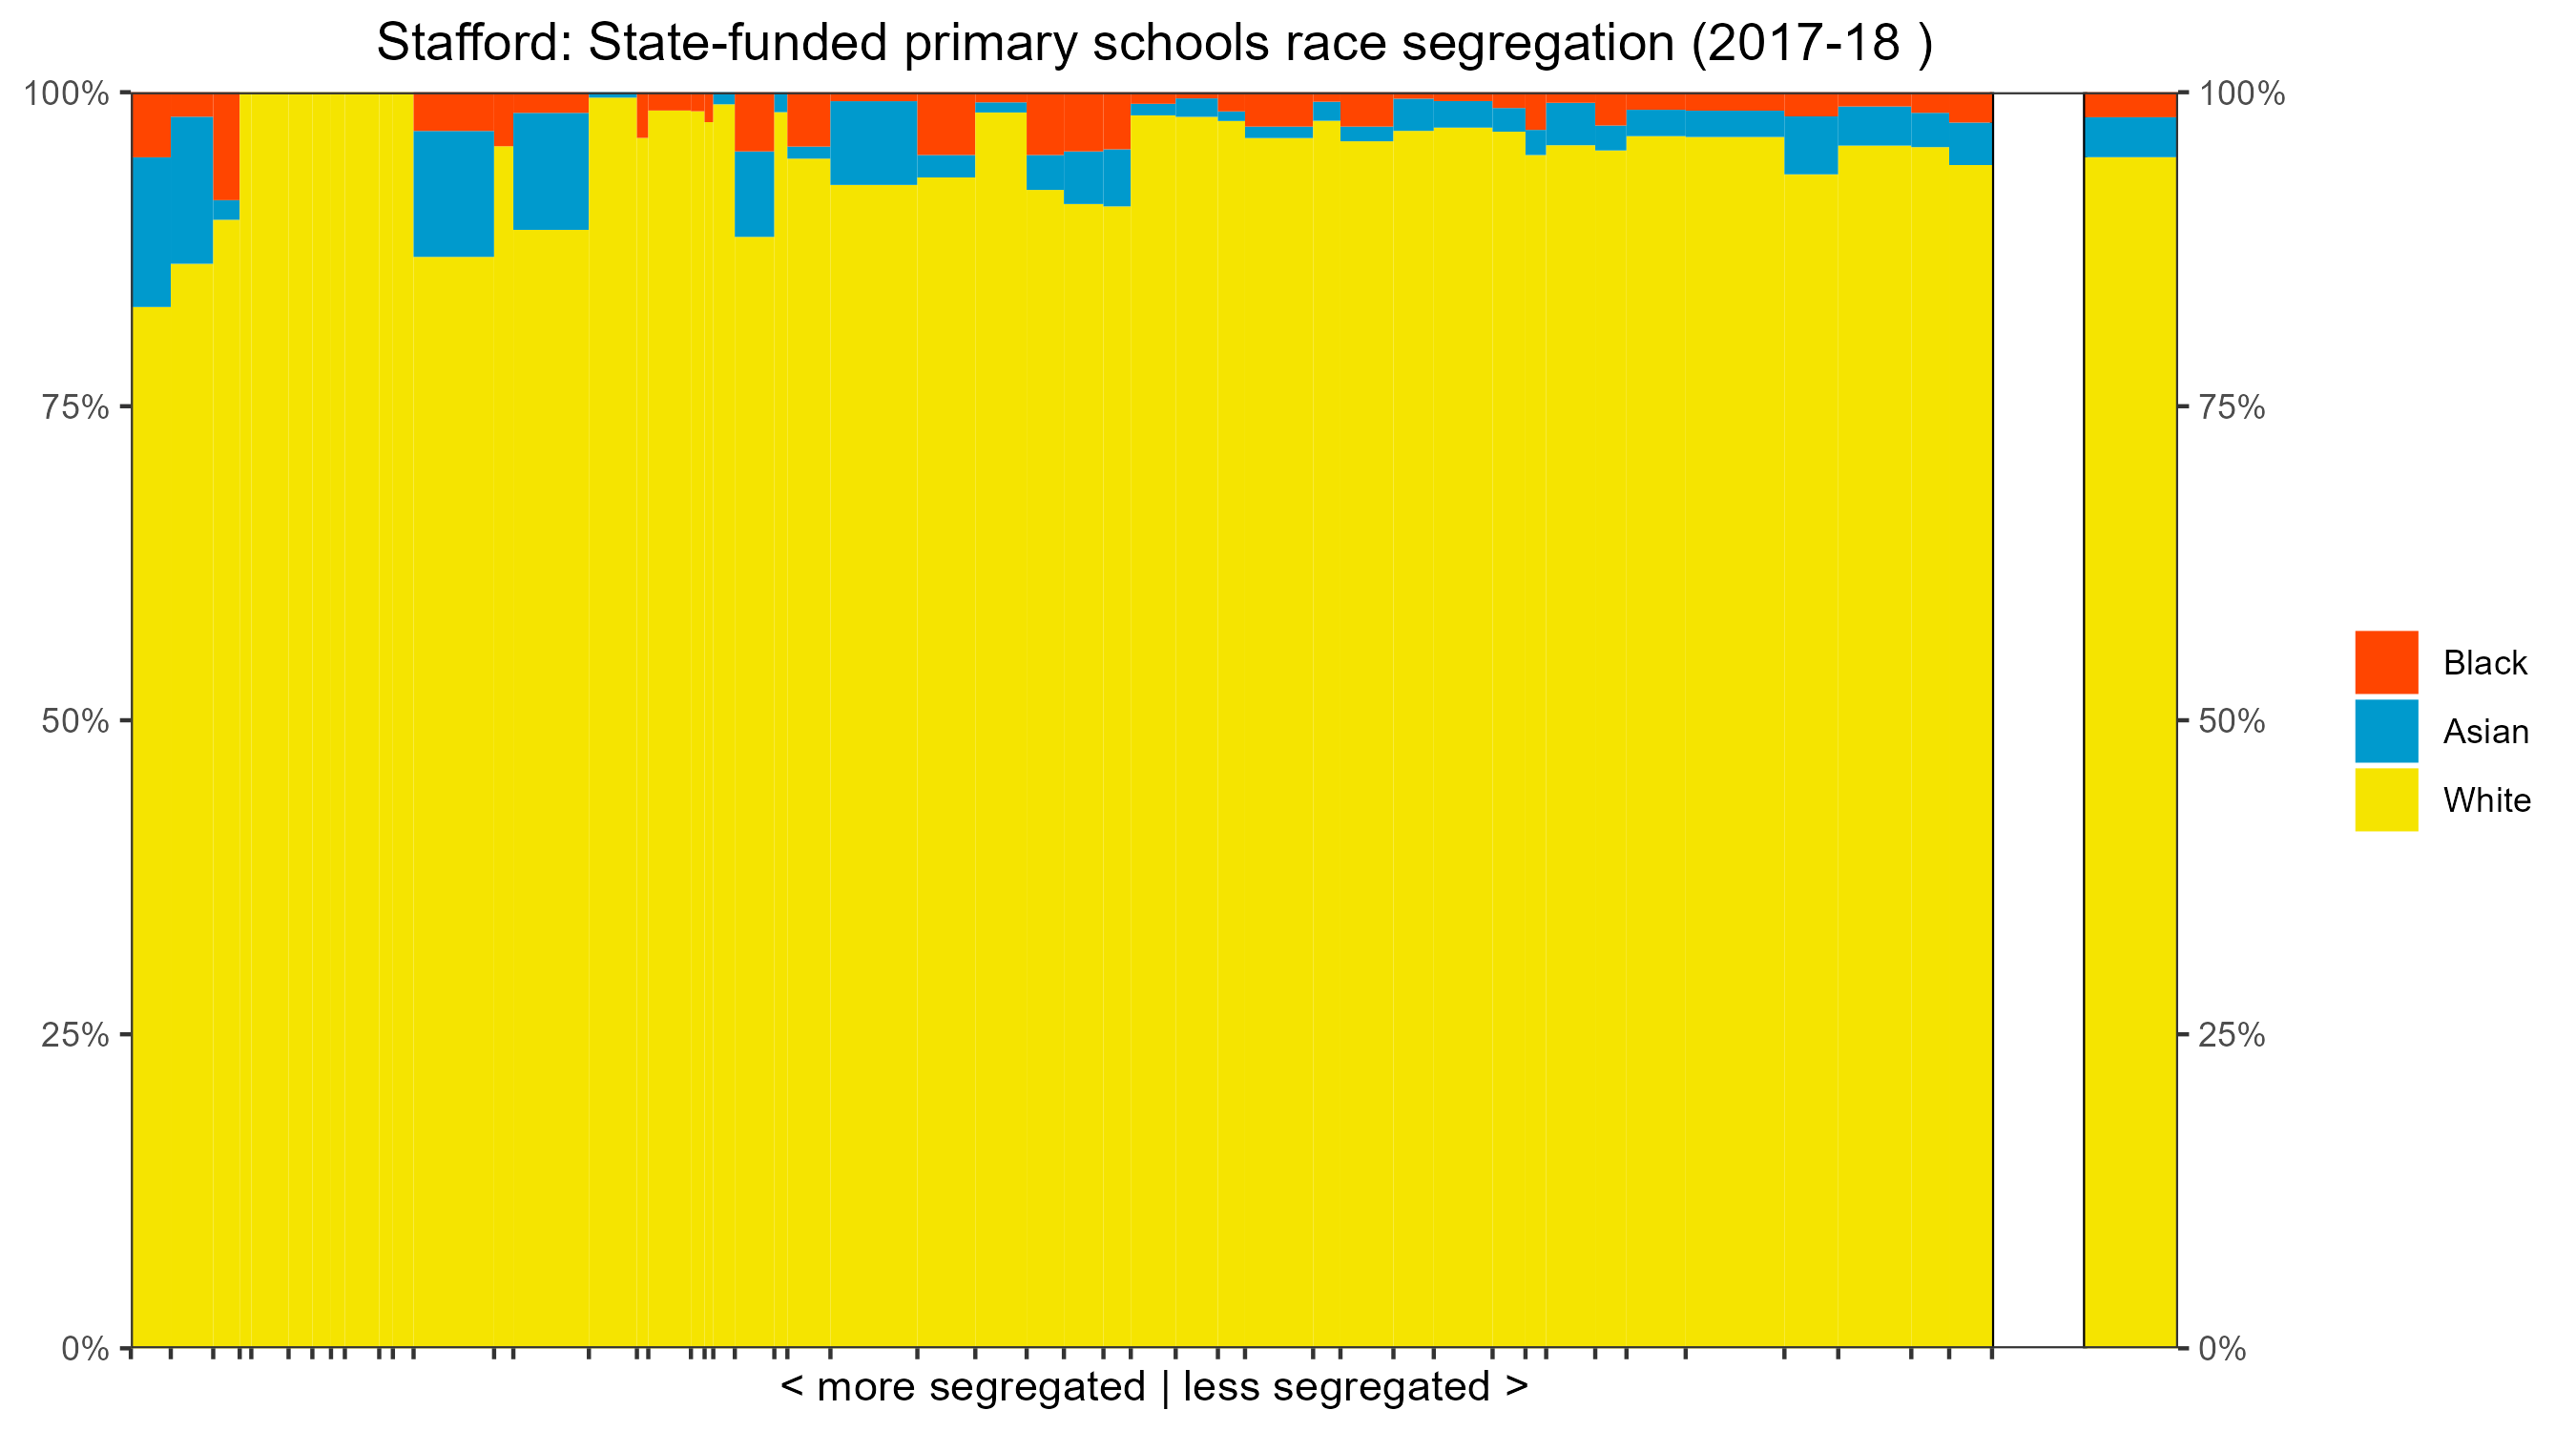 Stafford: State-funded primary schools race segregation (2017-18 )
100%
75%
50%
25%
0%
100%
75%
50%
25%
0%
Black
Asian
White
< more segregated | less segregated >